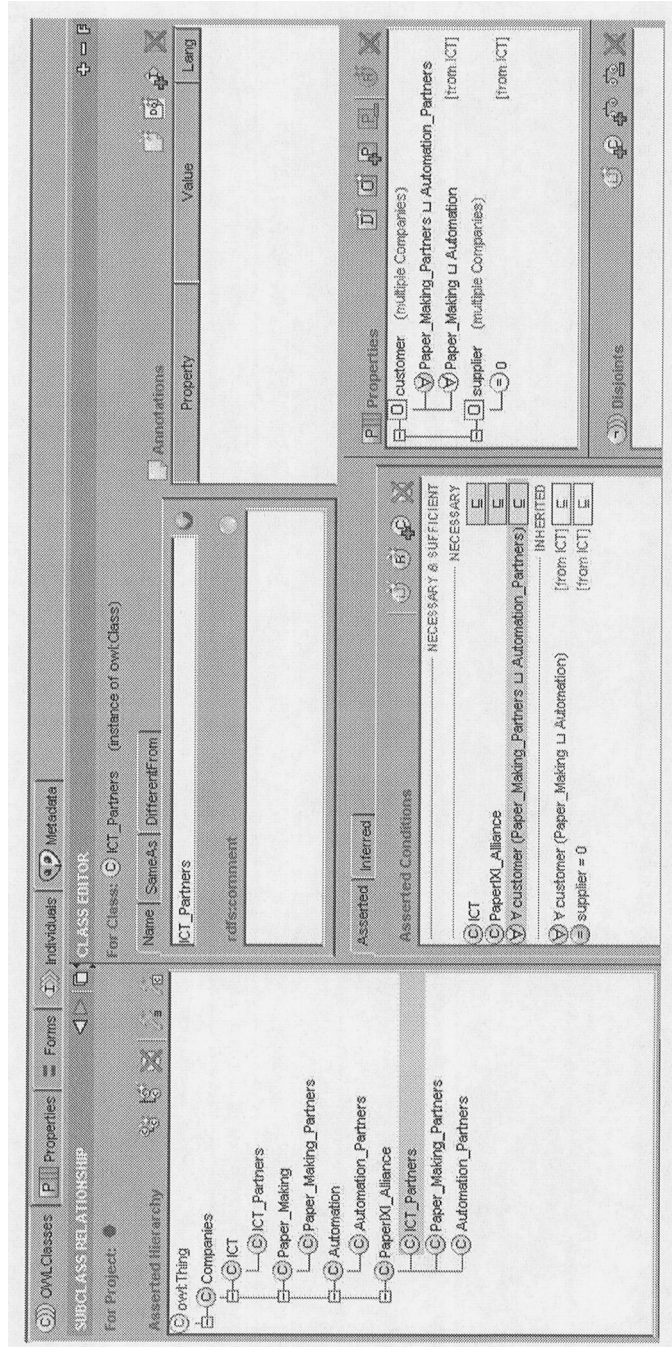 OWLClasses
Properties
Forms
Individuals
Metadata
SUBCLASS RELATIONSHIP
For Project:
Asserted Hierarchy
owl:Thing
Companies
ICT
ICT_Partners
Paper_Making
Paper_Making_Partners
Automation
Automation_Partners
PaperIXI_Alliance
ICT_Partners
Paper_Making_Partners
Automation_Partners
CLASS EDITOR
For Class: ICT_Partners (instance of owl:Class)
Name SameAs DifferentFrom
ICT_Partners
rdfs:comment
Annotations
Property Value Lang
Asserted Inferred
Asserted Conditions
NECESSARY & SUFFICIENT
NECESSARY
ICT
PaperIXI_Alliance
∀ customer (Paper_Making_Partners ⊔ Automation_Partners)
INHERITED
∀ customer (Paper_Making ⊔ Automation) [from ICT]
supplier = 0 [from ICT]
Properties
customer (multiple Companies)
Paper_Making_Partners ⊔ Automation_Partners
Paper_Making ⊔ Automation [from ICT]
supplier (multiple Companies)
= 0 [from ICT]
Disjoints